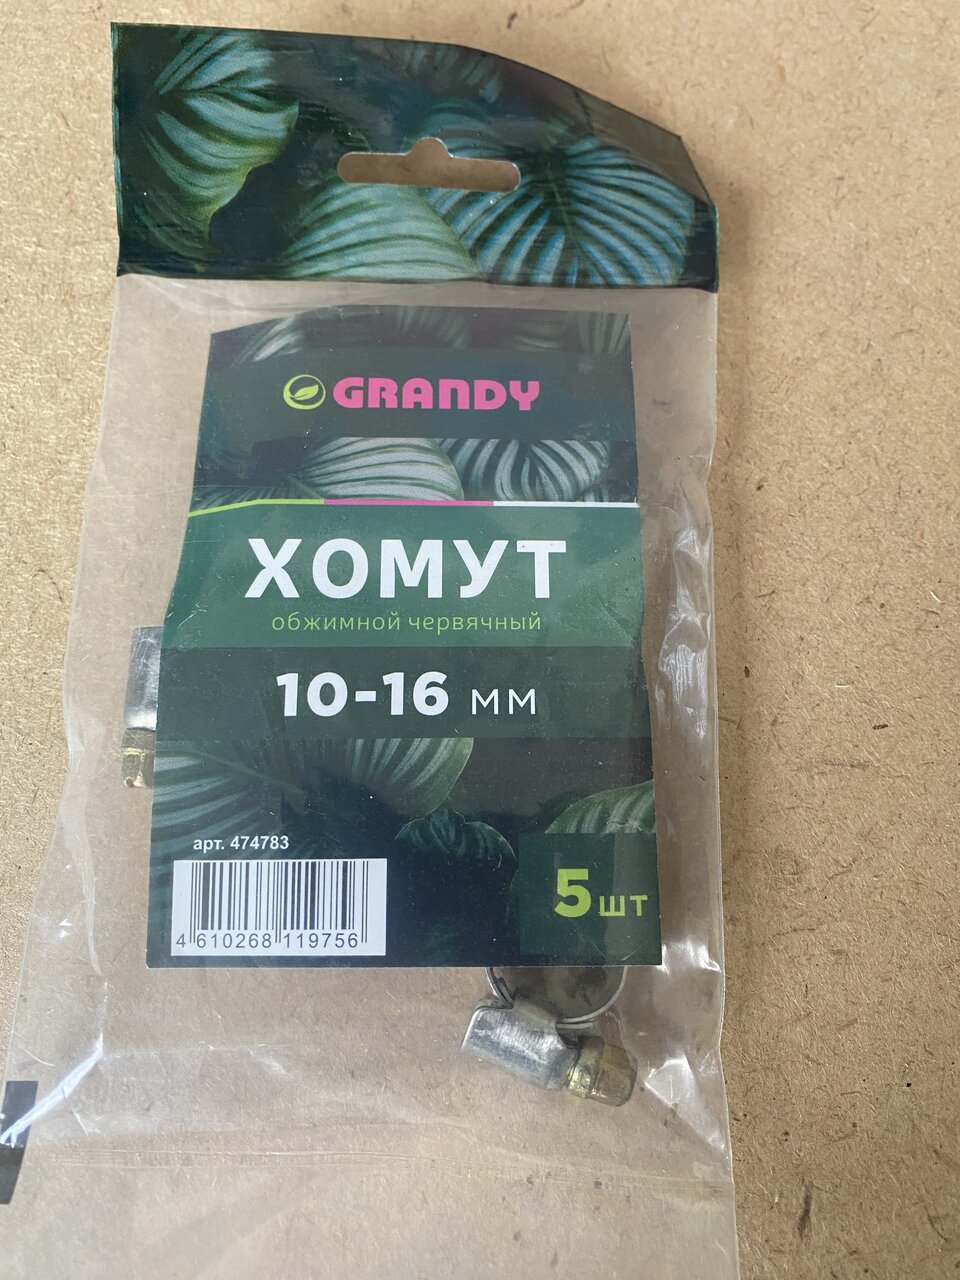 GRANDY
ХОМУТ
обжимной червячный
10-16 мм
арт. 474783
5 шт
4 610268 119756